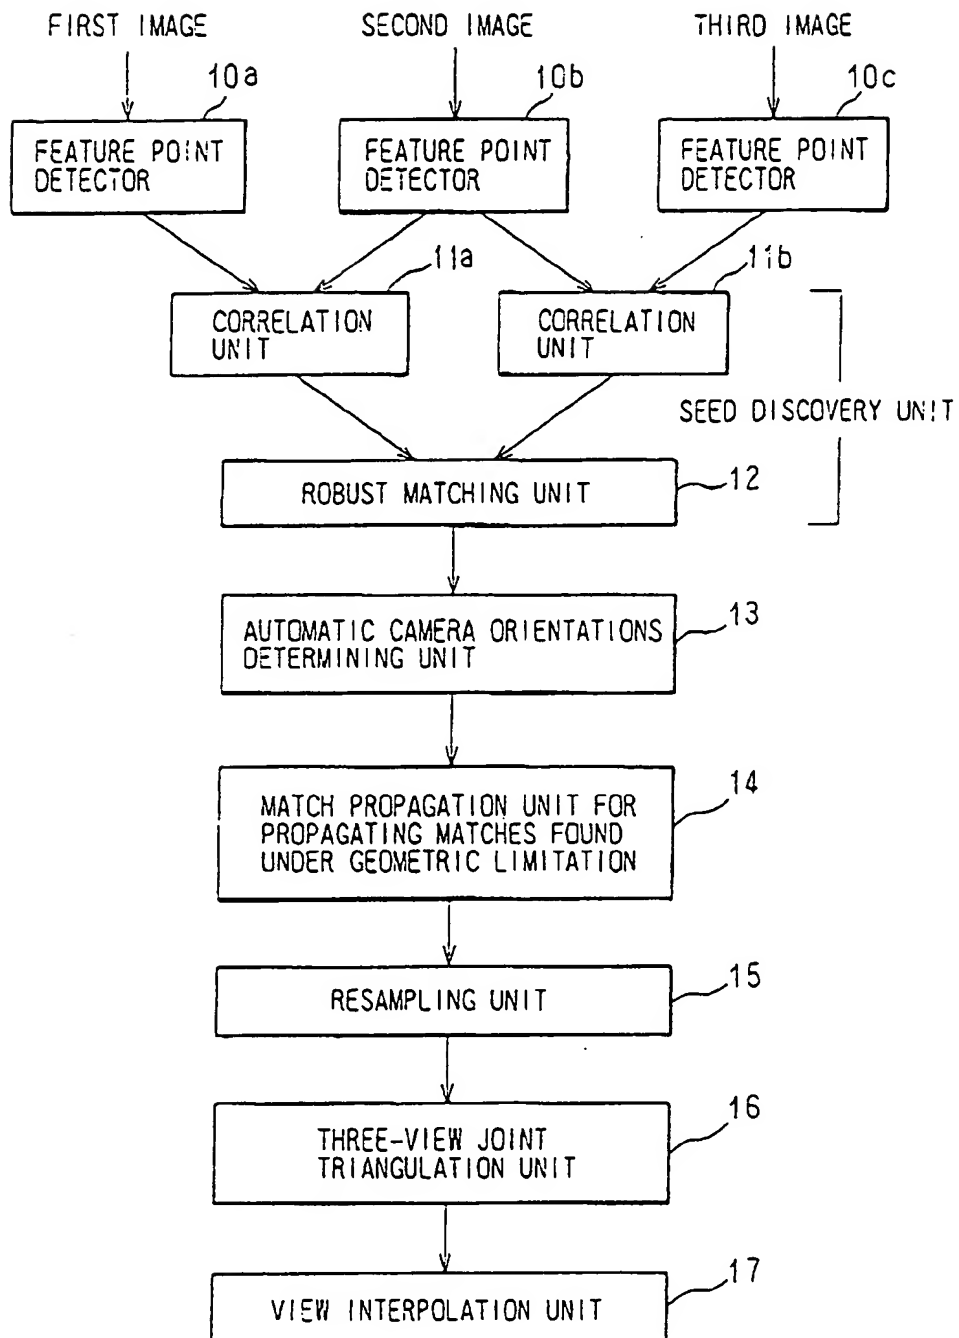 FIRST IMAGE
SECOND IMAGE
THIRD IMAGE
10a
10b
10c
FEATURE POINT
DETECTOR
FEATURE POINT
DETECTOR
FEATURE POINT
DETECTOR
11a
11b
CORRELATION
UNIT
CORRELATION
UNIT
SEED DISCOVERY UNIT
ROBUST MATCHING UNIT
12
AUTOMATIC CAMERA ORIENTATIONS
DETERMINING UNIT
13
MATCH PROPAGATION UNIT FOR
PROPAGATING MATCHES FOUND
UNDER GEOMETRIC LIMITATION
14
RESAMPLING UNIT
15
THREE-VIEW JOINT
TRIANGULATION UNIT
16
VIEW INTERPOLATION UNIT
17